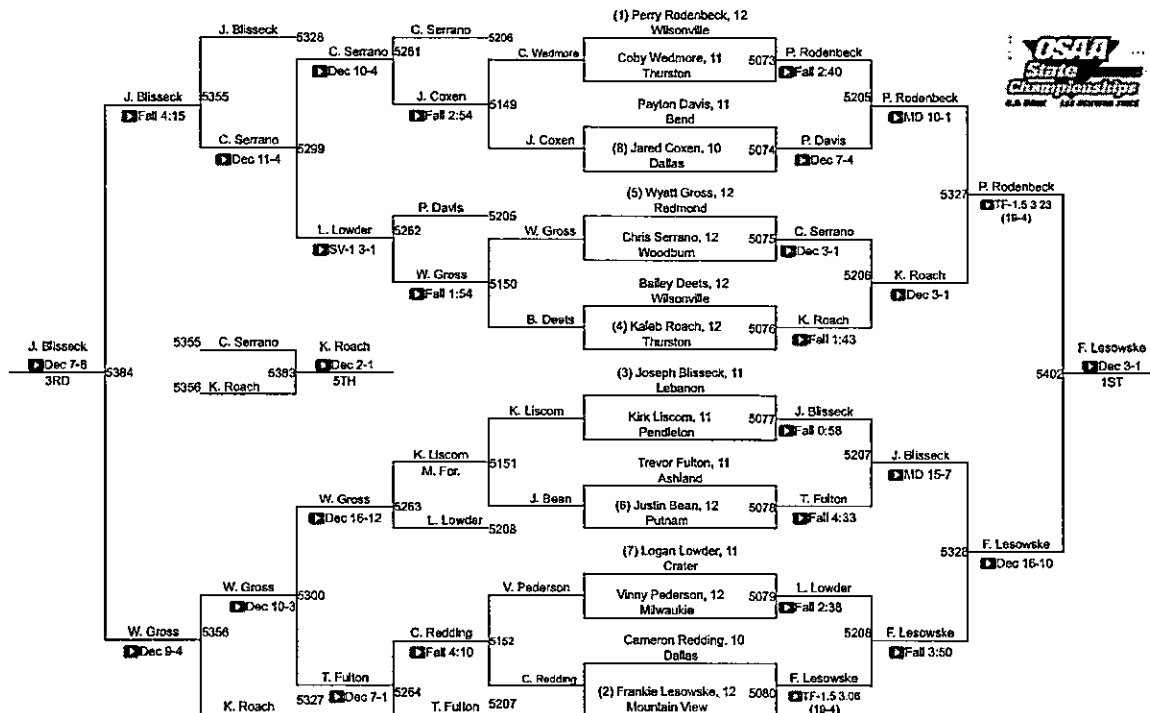 OSAA
State
Championships
J. Blisseck
5328
C. Serrano
Dec 10-4
C. Serrano
5206
5261
J. Coxen
Fall 2:54
C. Wedmore
5149
J. Coxen
(1) Perry Rodenbeck, 12
Wilsonville
Coby Wedmore, 11
Thurston
5073
P. Rodenbeck
Fall 2:40
Payton Davis, 11
Bend
(8) Jared Coxen, 10
Dallas
5074
P. Davis
Dec 7-4
5205
P. Rodenbeck
MD 10-1
J. Blisseck
Fall 4:15
5355
C. Serrano
Dec 11-4
5299
L. Lowder
SV-1 3-1
P. Davis
5205
5262
W. Gross
Fall 1:54
W. Gross
5150
B. Deets
(5) Wyatt Gross, 12
Redmond
Chris Serrano, 12
Woodburn
5075
C. Serrano
Dec 3-1
Bailey Deets, 12
Wilsonville
(4) Kaleb Roach, 12
Thurston
5076
K. Roach
Fall 1:43
5206
K. Roach
Dec 3-1
5327
P. Rodenbeck
TF-1.5 3:23
(19-4)
J. Blisseck
Dec 7-6
3RD
5384
5355
C. Serrano
5356
K. Roach
5383
K. Roach
Dec 2-1
5TH
5402
F. Lesowske
Dec 3-1
1ST
K. Liscom
5151
J. Bean
K. Liscom
M. For.
5263
L. Lowder
5208
W. Gross
Dec 16-12
(3) Joseph Blisseck, 11
Lebanon
Kirk Liscom, 11
Pendleton
5077
J. Blisseck
Fall 0:58
Trevor Fulton, 11
Ashland
(6) Justin Bean, 12
Putnam
5078
T. Fulton
Fall 4:33
5207
J. Blisseck
MD 15-7
5328
F. Lesowske
Dec 16-10
W. Gross
Dec 9-4
5356
W. Gross
Dec 10-3
5300
K. Roach
5327
T. Fulton
Dec 7-1
5264
C. Redding
Fall 4:10
T. Fulton
5207
V. Pederson
5152
C. Redding
(7) Logan Lowder, 11
Crater
Vinny Pederson, 12
Milwaukie
5079
L. Lowder
Fall 2:38
Cameron Redding, 10
Dallas
(2) Frankie Lesowske, 12
Mountain View
5080
F. Lesowske
TF-1.5 3:06
(19-4)
5208
F. Lesowske
Fall 3:50